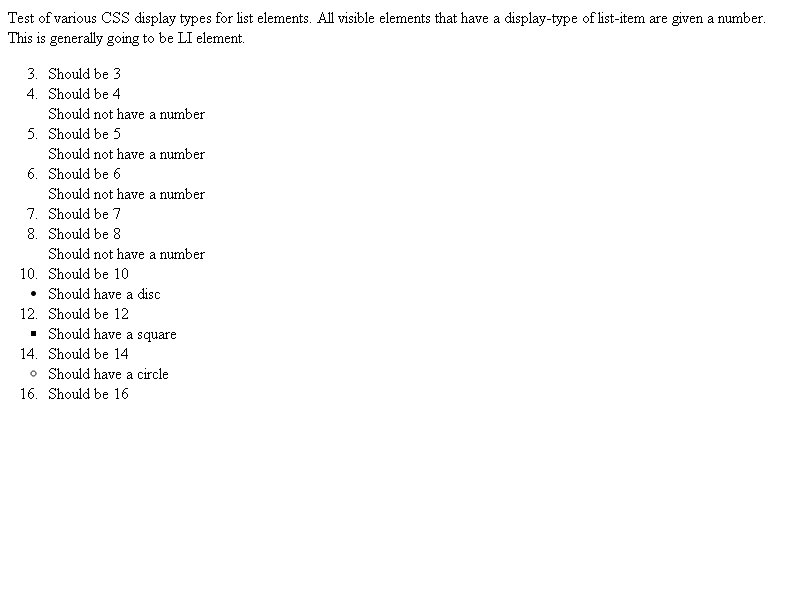 Test of various CSS display types for list elements. All visible elements that have a display-type of list-item are given a number.
This is generally going to be LI element.
3. Should be 3
4. Should be 4
Should not have a number
5. Should be 5
Should not have a number
6. Should be 6
Should not have a number
7. Should be 7
8. Should be 8
Should not have a number
10. Should be 10
• Should have a disc
12. Should be 12
▪ Should have a square
14. Should be 14
◦ Should have a circle
16. Should be 16